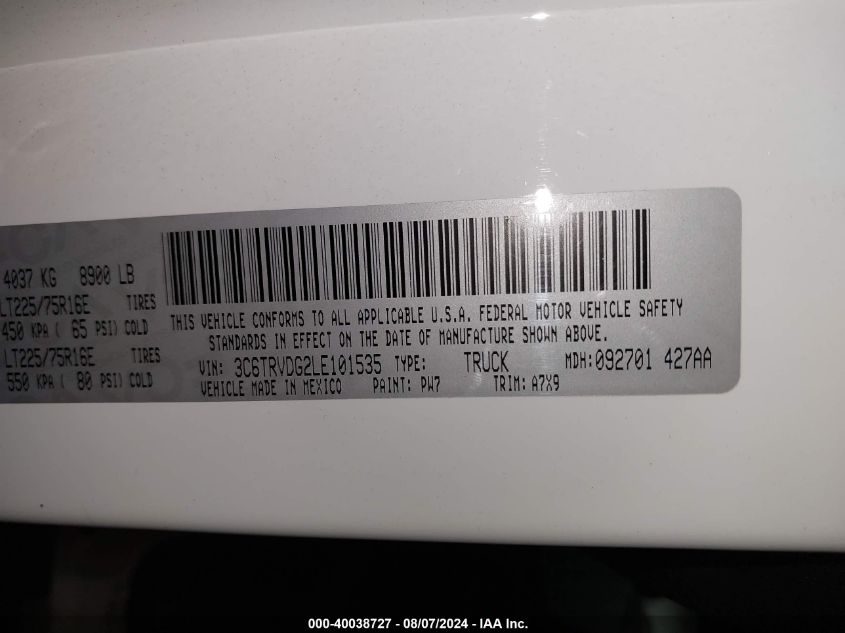 4037 KG 8900 LB
LT225/75R16E TIRES
450 KPA ( 65 PSI) COLD
LT225/75R16E TIRES
550 KPA ( 80 PSI) COLD
THIS VEHICLE CONFORMS TO ALL APPLICABLE U.S.A. FEDERAL MOTOR VEHICLE SAFETY
STANDARDS IN EFFECT ON THE DATE OF MANUFACTURE SHOWN ABOVE.
VIN: 3C6TRVDG2LE101535 TYPE: TRUCK MDH:092701 427AA
VEHICLE MADE IN MEXICO PAINT: PW7 TRIM: A7X9
000-40038727 - 08/07/2024 - IAA Inc.